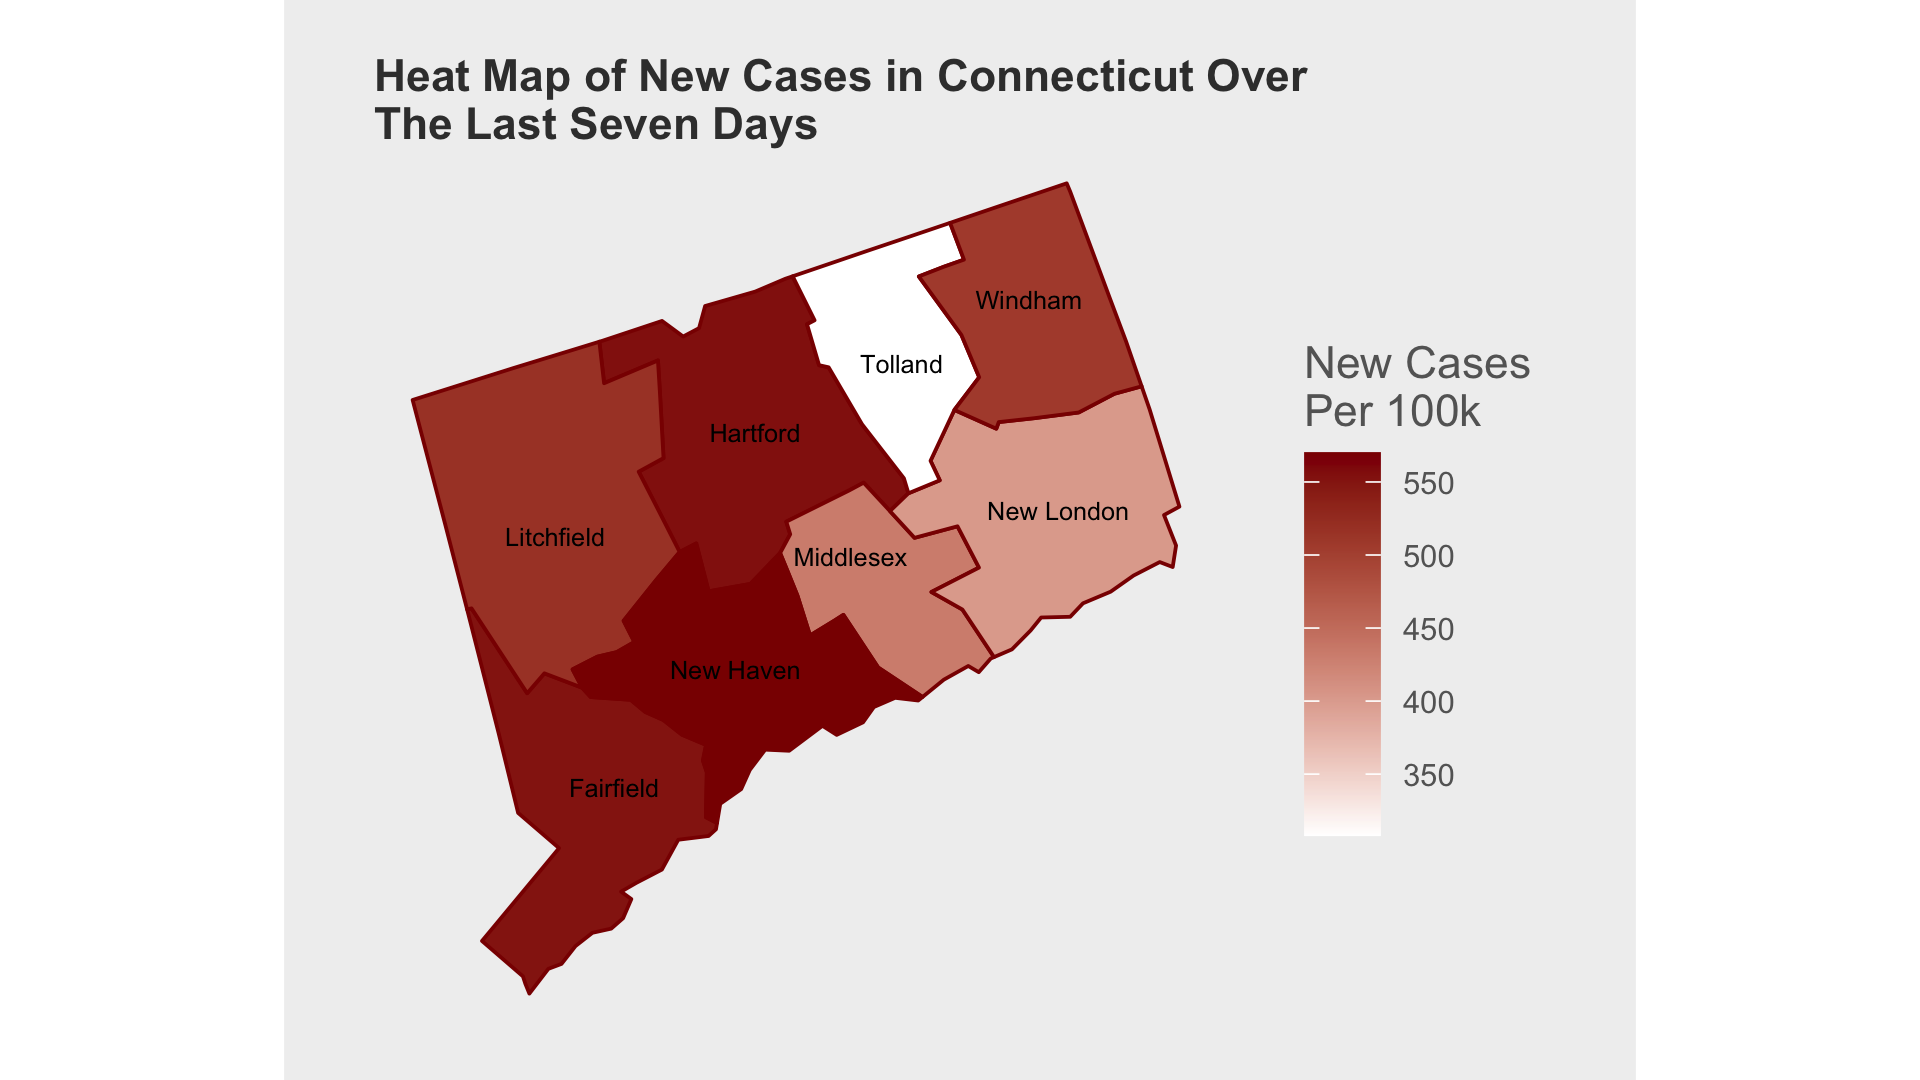 Heat Map of New Cases in Connecticut Over
The Last Seven Days
Windham
Tolland
Hartford
New London
Litchfield
Middlesex
New Haven
Fairfield
New Cases
Per 100k
550
500
450
400
350